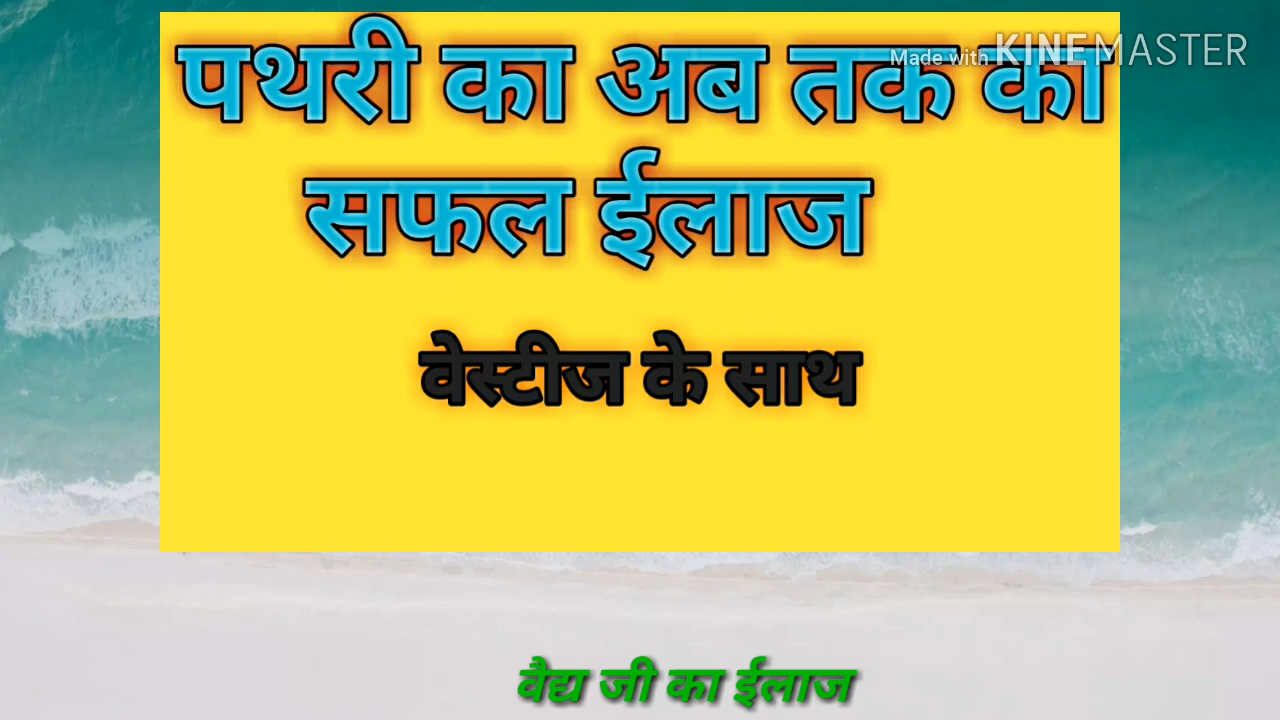 पथरी का अब तक का
Made with KINEMASTER
सफल ईलाज
वेस्टीज के साथ
वैद्य जी का ईलाज